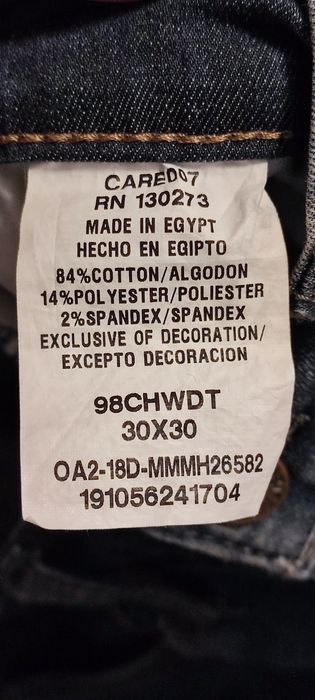 CARED07
RN 130273
MADE IN EGYPT
HECHO EN EGIPTO
84%COTTON/ALGODON
14%POLYESTER/POLIESTER
2%SPANDEX/SPANDEX
EXCLUSIVE OF DECORATION/
EXCEPTO DECORACION
98CHWDT
30X30
OA2-18D-MMMH26582
191056241704